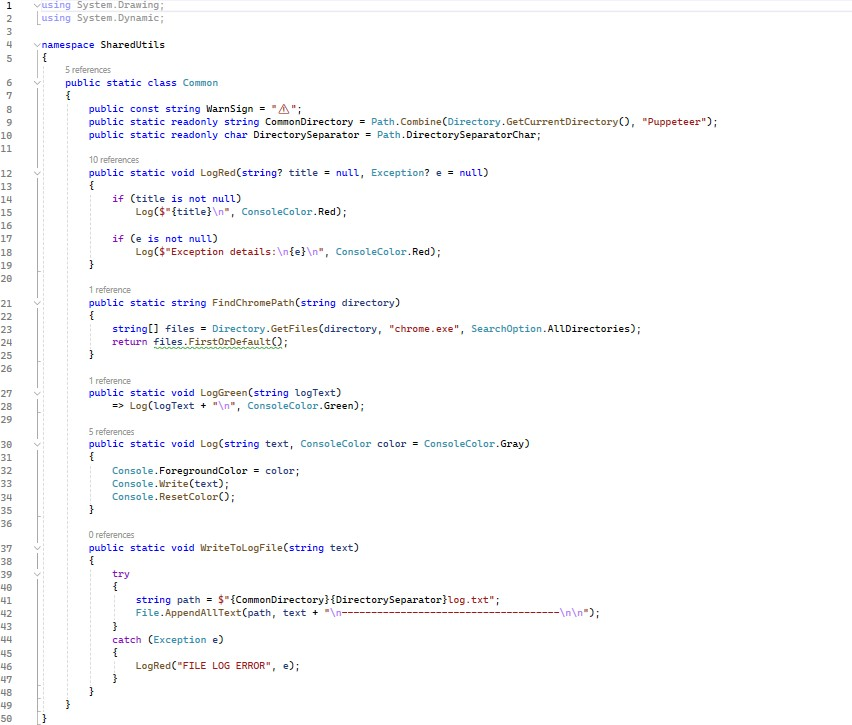 1 using System.Drawing;
2 using System.Dynamic;
3
4 namespace SharedUtils
5 {
5 references
6 public static class Common
7 {
8 public const string WarnSign = "⚠";
9 public static readonly string CommonDirectory = Path.Combine(Directory.GetCurrentDirectory(), "Puppeteer");
10 public static readonly char DirectorySeparator = Path.DirectorySeparatorChar;
11
10 references
12 public static void LogRed(string? title = null, Exception? e = null)
13 {
14 if (title is not null)
15 Log($"{title}\n", ConsoleColor.Red);
16
17 if (e is not null)
18 Log($"Exception details:\n{e}\n", ConsoleColor.Red);
19 }
20
1 reference
21 public static string FindChromePath(string directory)
22 {
23 string[] files = Directory.GetFiles(directory, "chrome.exe", SearchOption.AllDirectories);
24 return files.FirstOrDefault();
25 }
26
1 reference
27 public static void LogGreen(string logText)
28 => Log(logText + "\n", ConsoleColor.Green);
29
5 references
30 public static void Log(string text, ConsoleColor color = ConsoleColor.Gray)
31 {
32 Console.ForegroundColor = color;
33 Console.Write(text);
34 Console.ResetColor();
35 }
36
0 references
37 public static void WriteToLogFile(string text)
38 {
39 try
40 {
41 string path = $"{CommonDirectory}{DirectorySeparator}log.txt";
42 File.AppendAllText(path, text + "\n-------------------------------------\n\n");
43 }
44 catch (Exception e)
45 {
46 LogRed("FILE LOG ERROR", e);
47 }
48 }
49 }
50 }